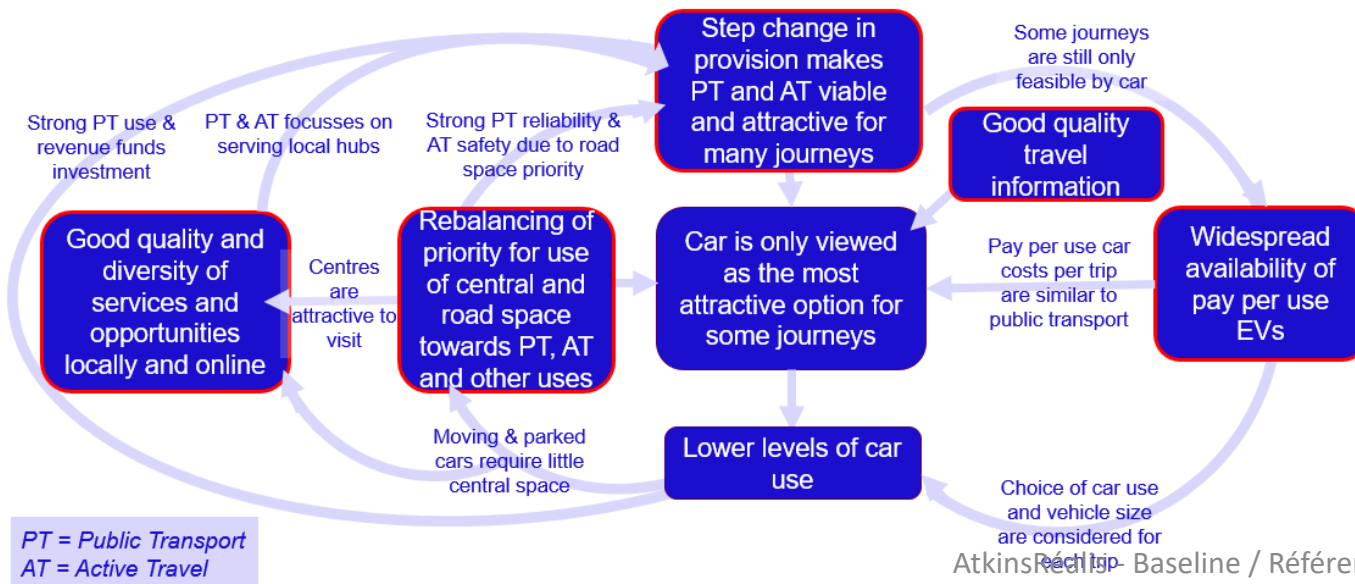 Step change in
provision makes
PT and AT viable
and attractive for
many journeys
Some journeys
are still only
feasible by car
Strong PT use &
revenue funds
investment
PT & AT focusses on
serving local hubs
Strong PT reliability &
AT safety due to road
space priority
Good quality
travel
information
Good quality and
diversity of
services and
opportunities
locally and online
Centres
are
attractive to
visit
Rebalancing of
priority for use
of central and
road space
towards PT, AT
and other uses
Car is only viewed
as the most
attractive option for
some journeys
Pay per use car
costs per trip
are similar to
public transport
Widespread
availability of
pay per use
EVs
Moving & parked
cars require little
central space
Lower levels of car
use
Choice of car use
and vehicle size
are considered for
each trip
PT = Public Transport
AT = Active Travel
AtkinsRéalis - Baseline / Référen